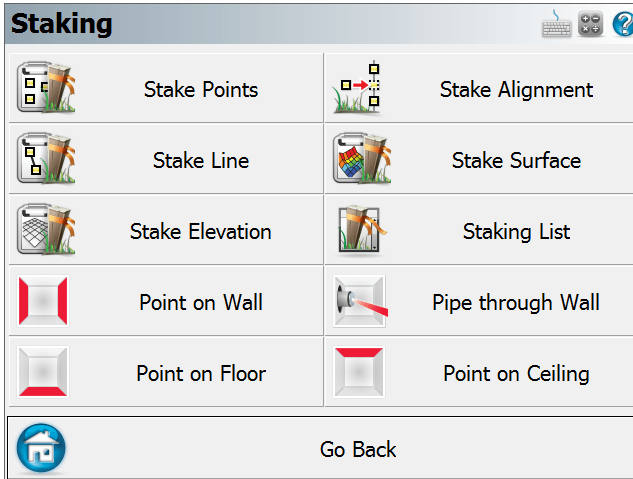 Staking
Stake Points
Stake Alignment
Stake Line
Stake Surface
Stake Elevation
Staking List
Point on Wall
Pipe through Wall
Point on Floor
Point on Ceiling
Go Back